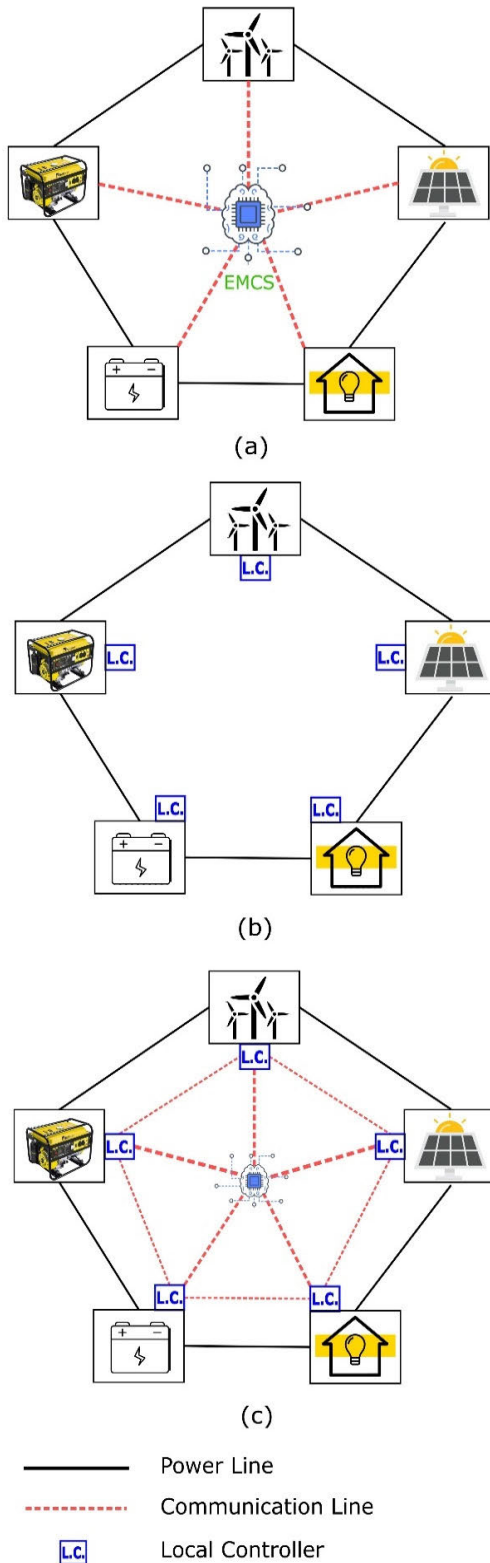 EMCS
+ −
(a)
L.C.
L.C. L.C.
L.C. L.C.
+ −
(b)
L.C.
L.C. L.C.
L.C. L.C.
+ −
(c)
Power Line
Communication Line
L.C. Local Controller